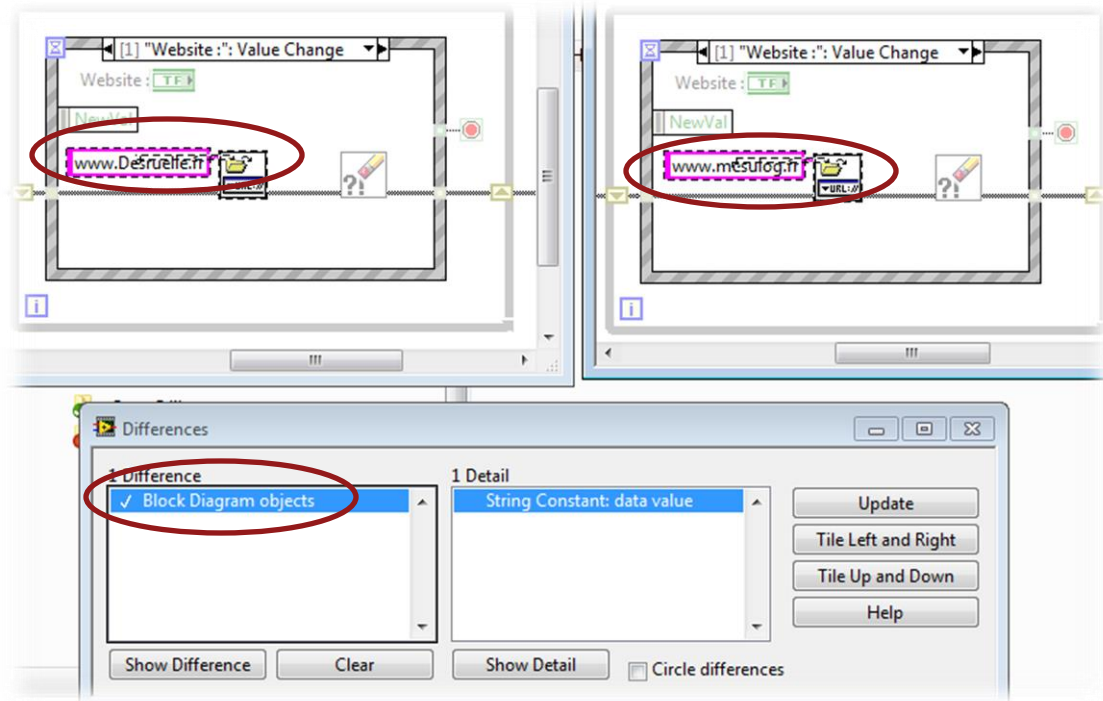 [1] "Website :": Value Change
Website : TF
NewVal
www.Desruelle.fr
URL://
?!
i
[1] "Website :": Value Change
Website : TF
NewVal
www.mesulog.fr
URL://
?!
i
Differences
1 Difference
✓ Block Diagram objects
1 Detail
String Constant: data value
Update
Tile Left and Right
Tile Up and Down
Help
Show Difference
Clear
Show Detail
Circle differences